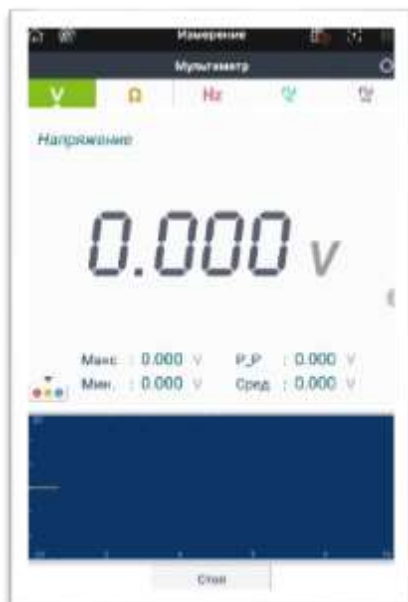 Измерение
Мультиметр
V Ω Hz
Напряжение
0.000 V
Макс. : 0.000 V P_P : 0.000 V
Мин. : 0.000 V Сред. : 0.000 V
Стоп